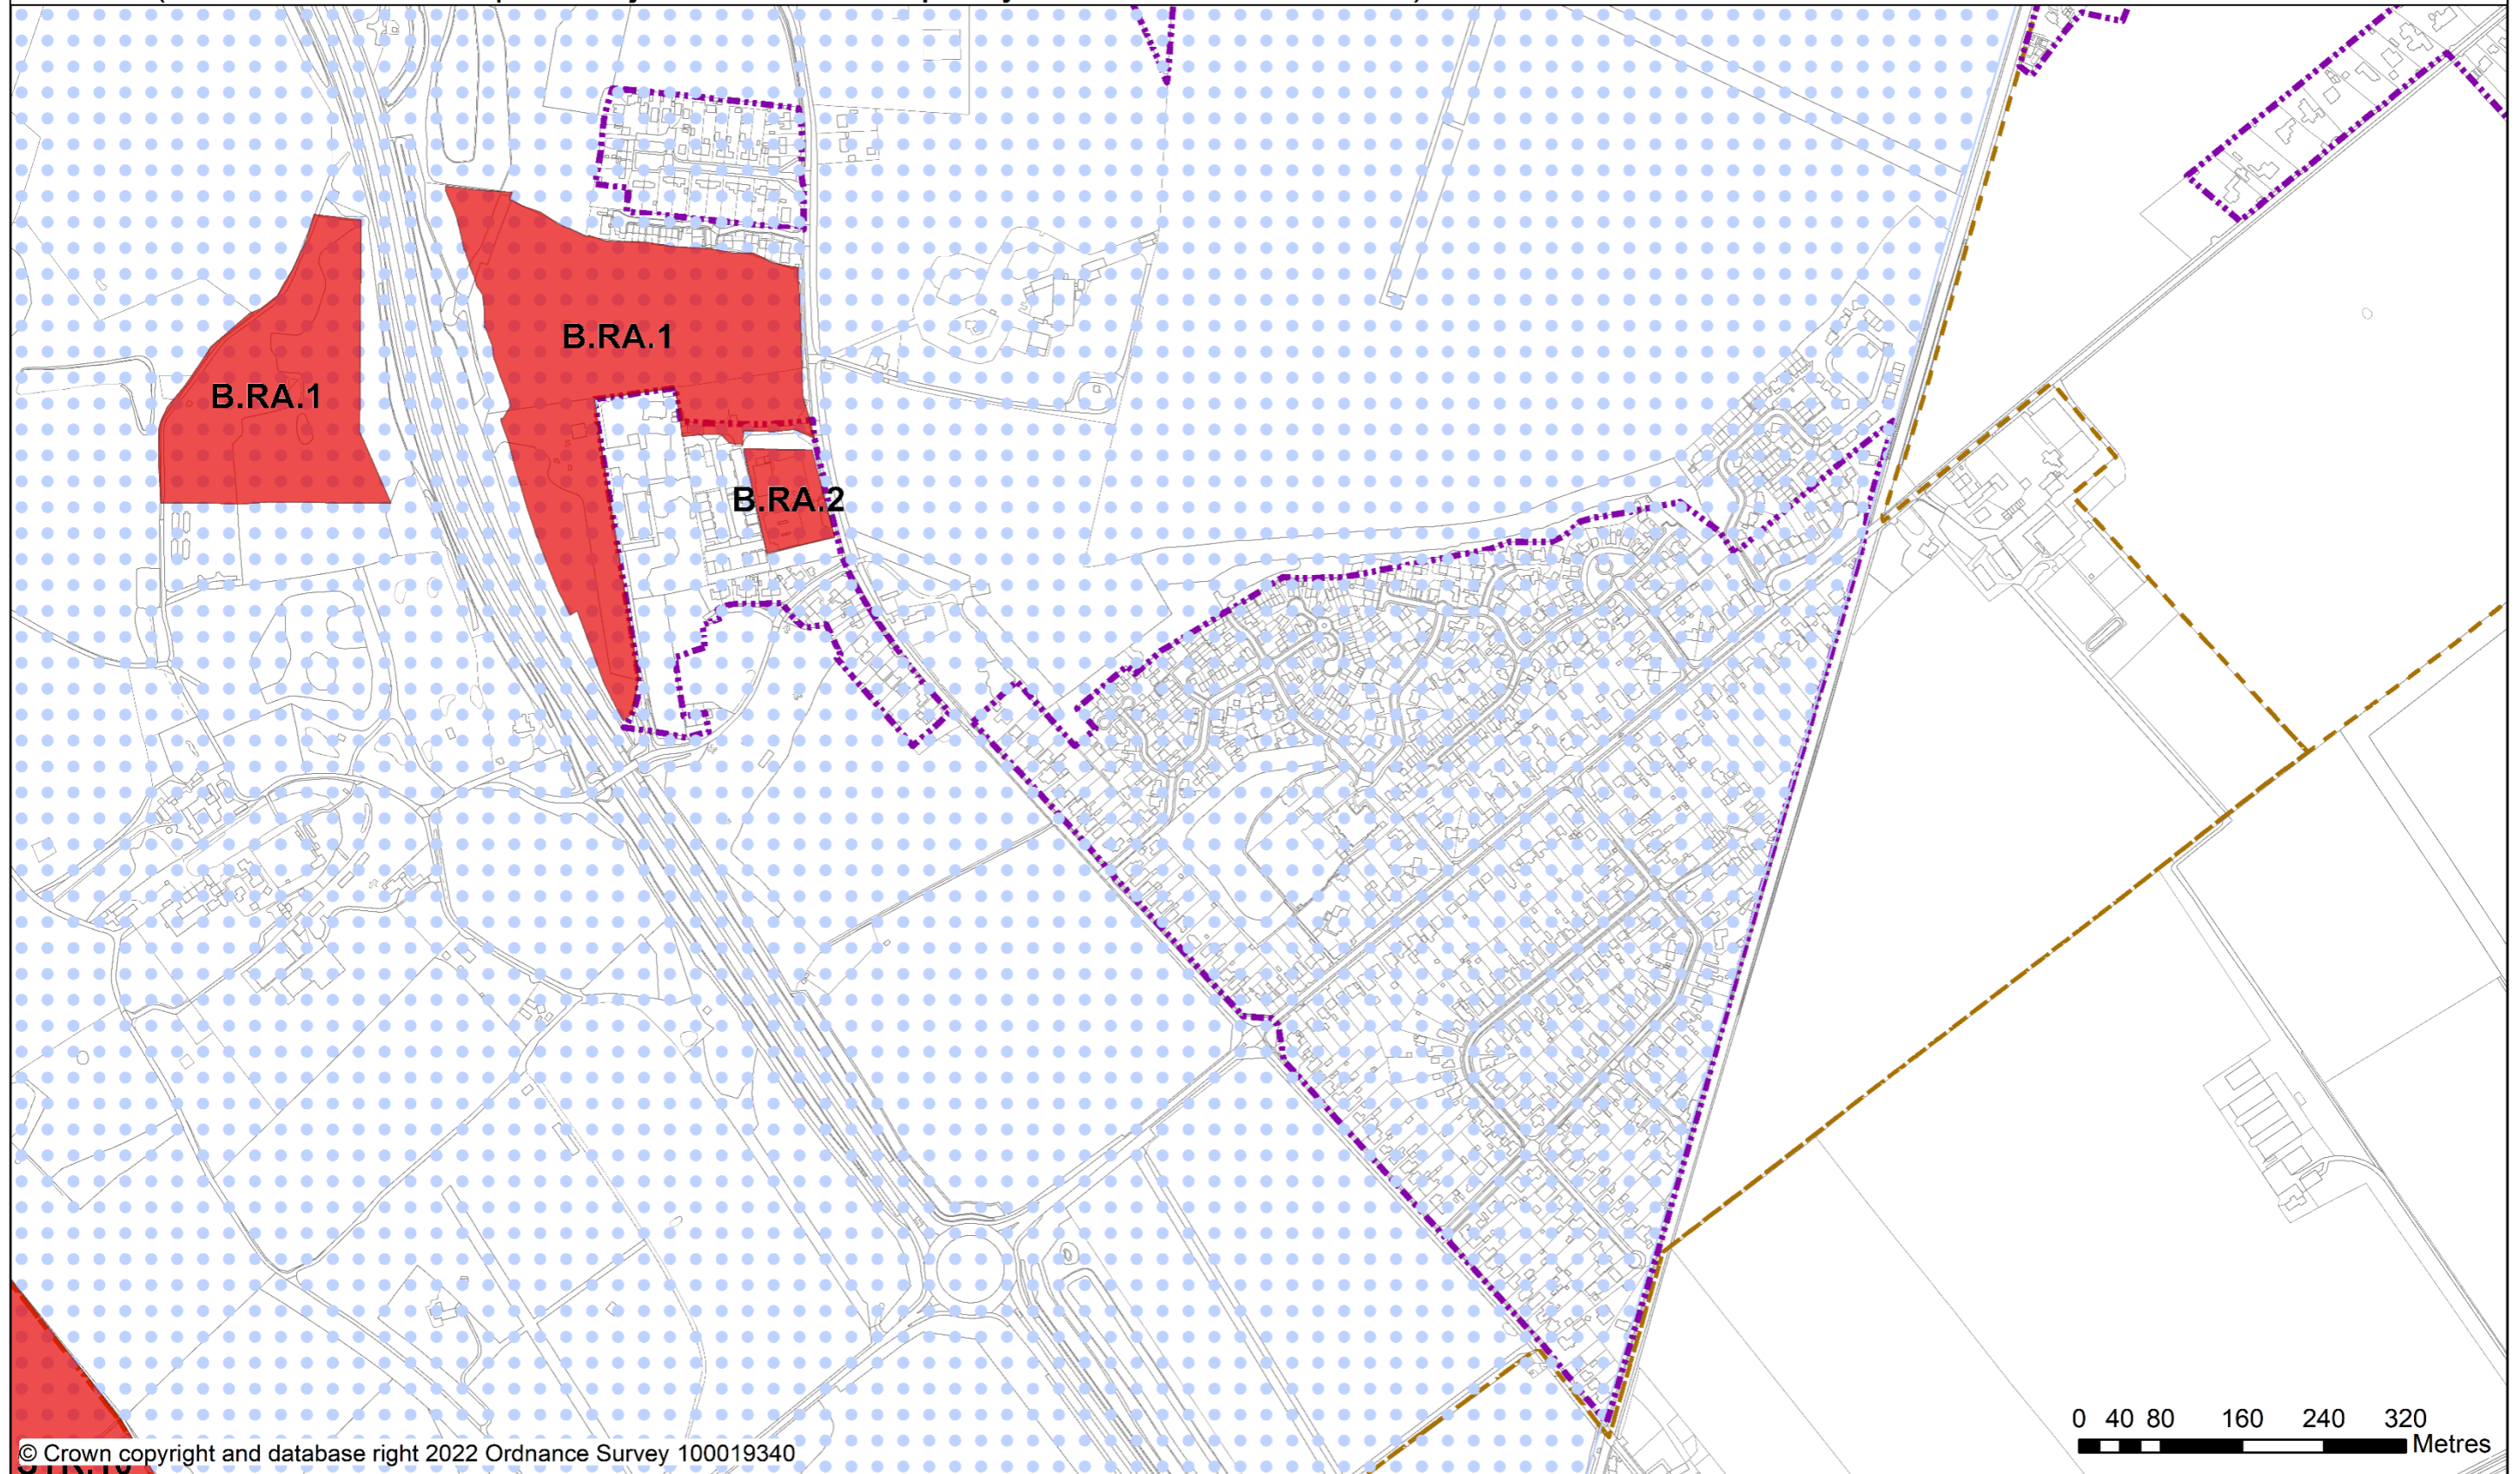 B.RA.1
B.RA.1
B.RA.2
0 40 80 160 240 320
Metres
© Crown copyright and database right 2022 Ordnance Survey 100019340